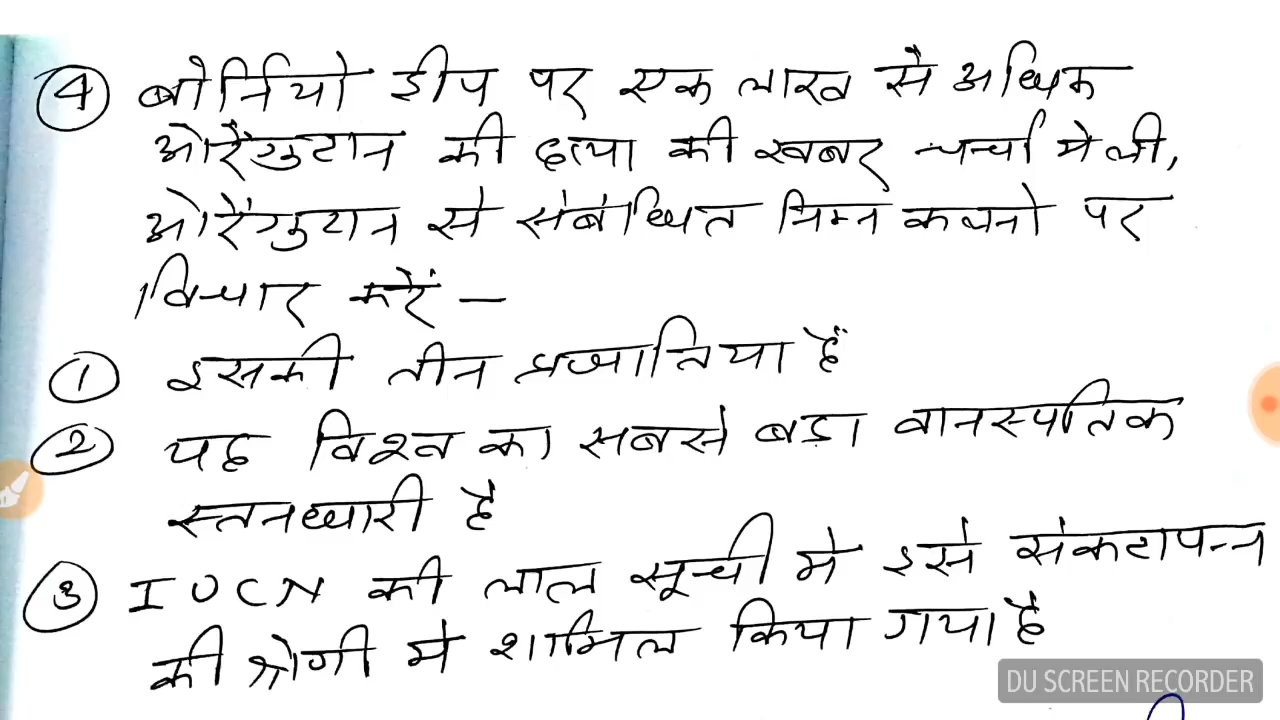 ④ बोर्नियो द्वीप पर एक लाख से अधिक
ओरैंगुटान की हत्या की खबर चर्चा मे थी,
ओरैंगुटान से संबंधित निम्न कथनो पर
विचार करें –
① इसकी तीन प्रजातिया हैं
② यह विश्व का सबसे बड़ा वानस्पतिक
स्तनधारी है
③ IUCN की लाल सूची मे इसे संकटापन्न
की श्रेणी मे शामिल किया गया है
DU SCREEN RECORDER